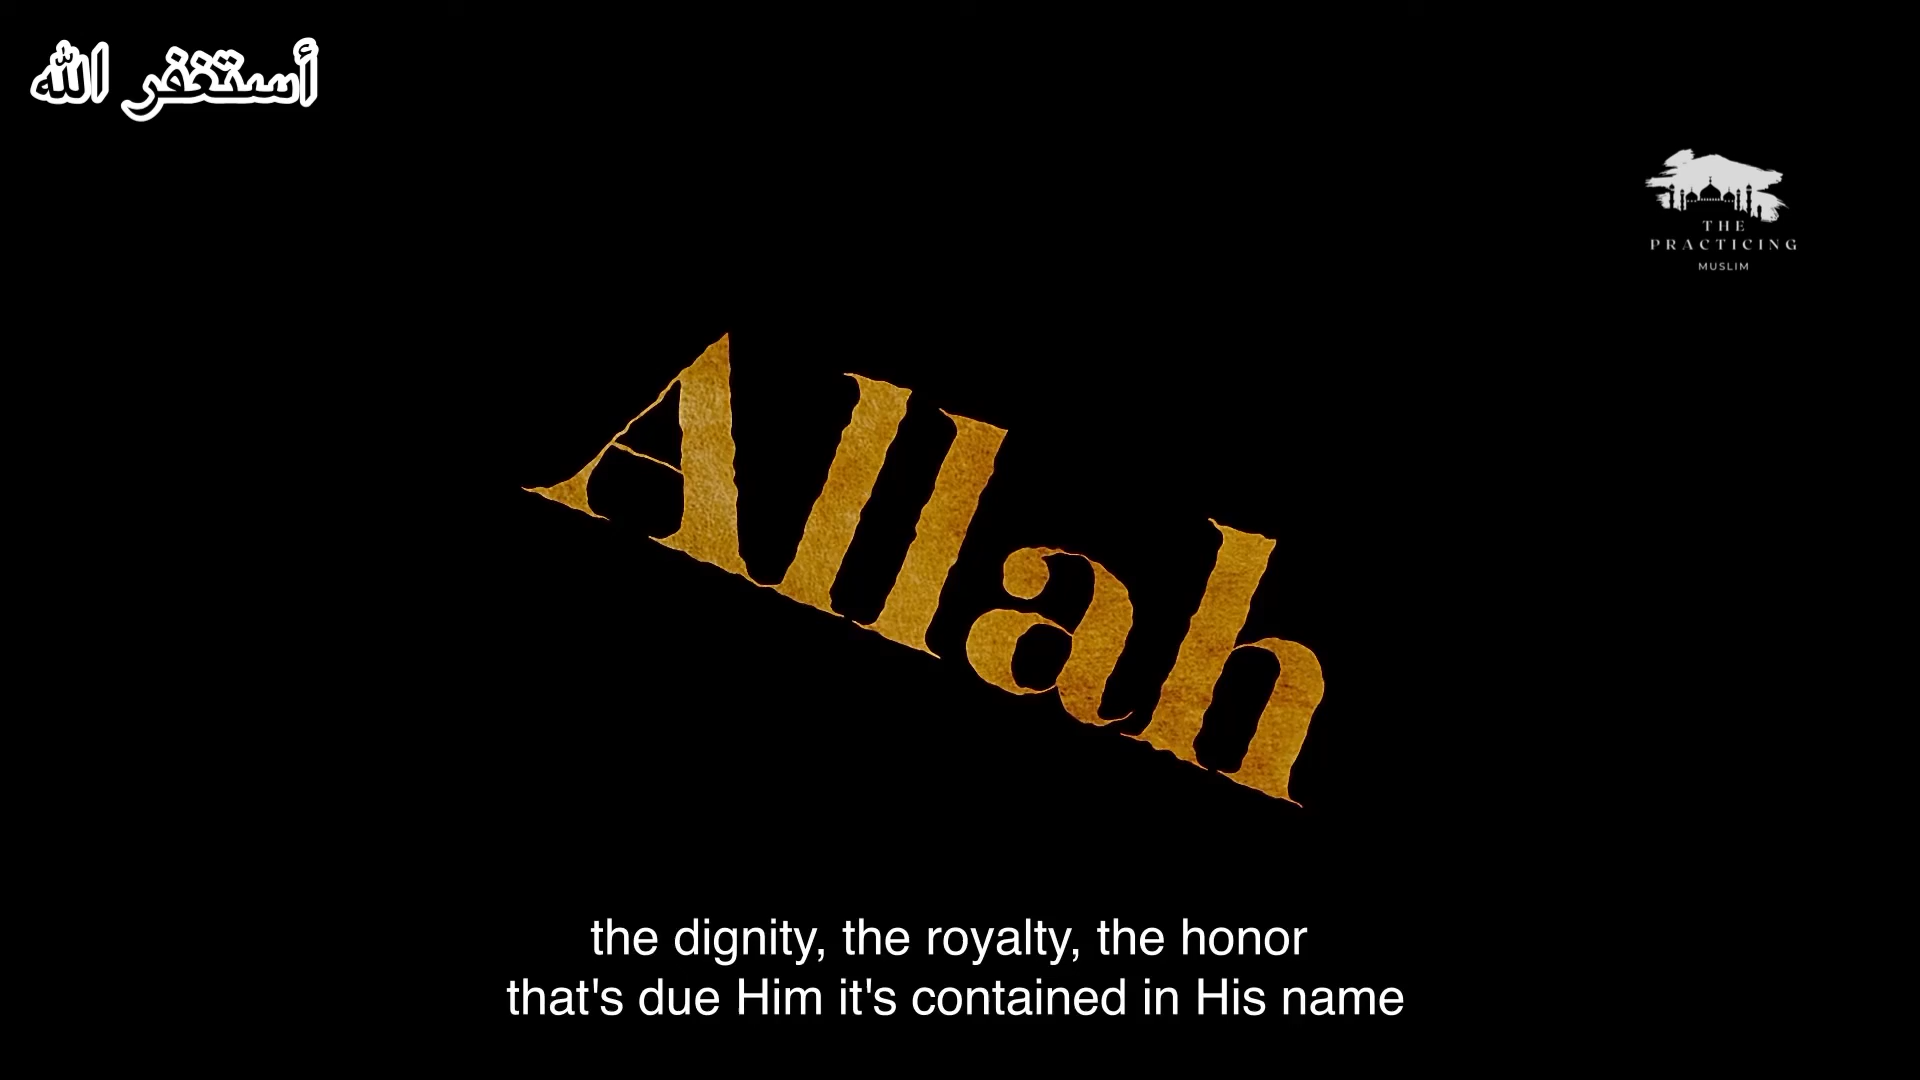 أستغفر الله
THE
PRACTICING
MUSLIM
Allah
the dignity, the royalty, the honor
that's due Him it's contained in His name